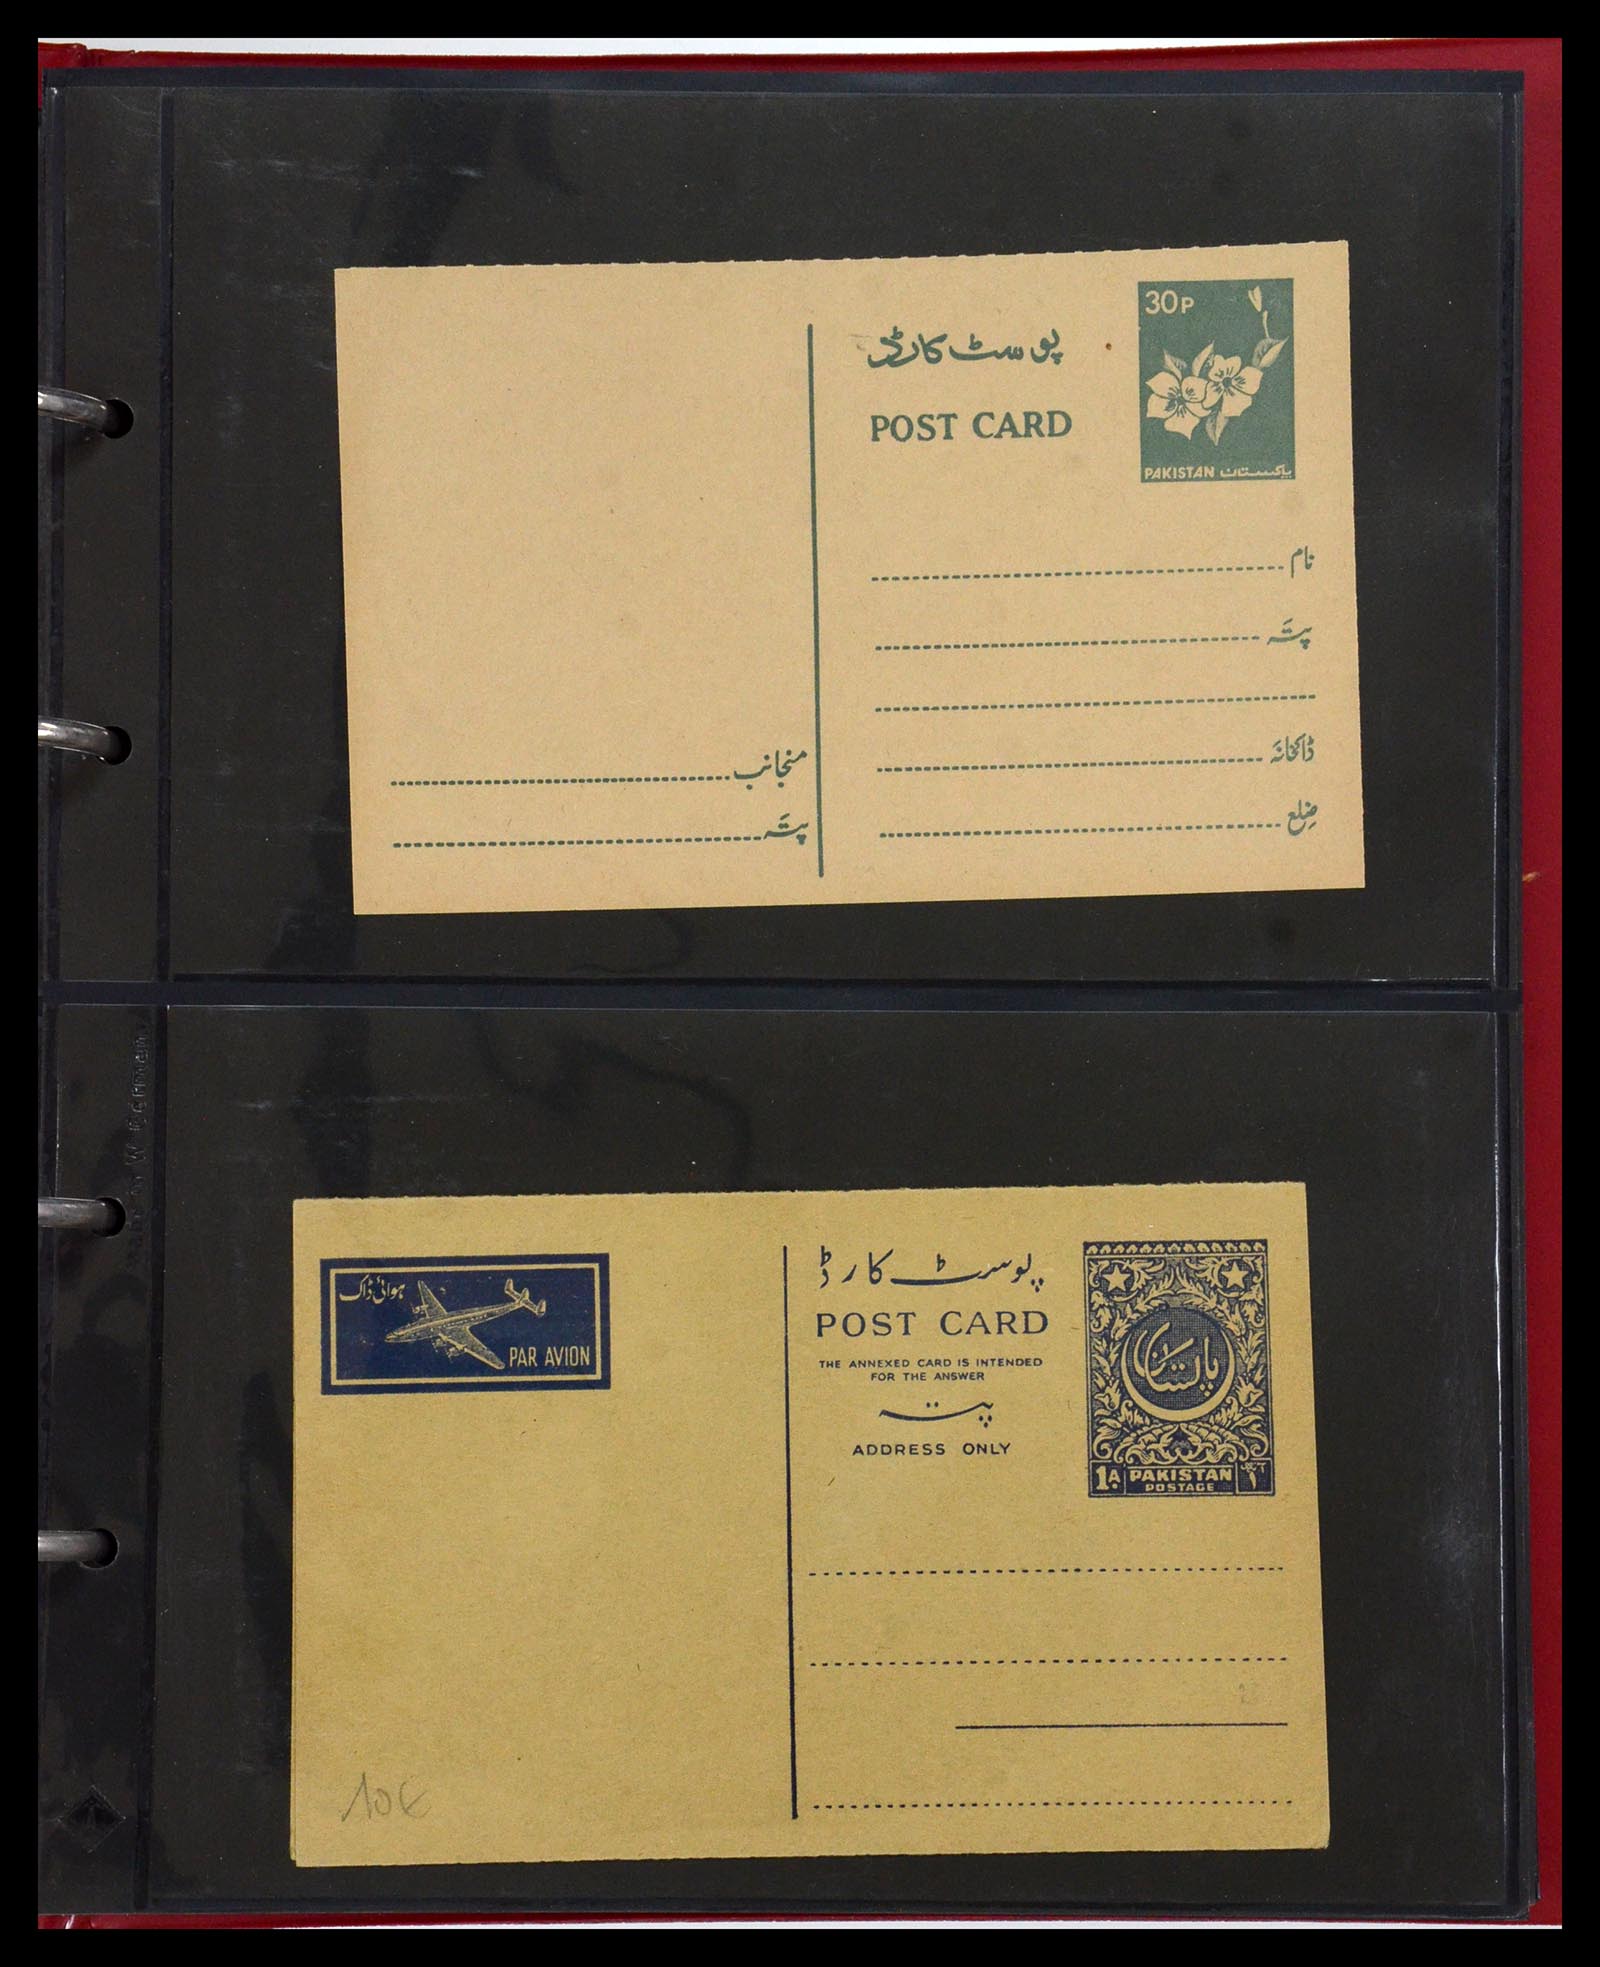 30P
پوسٹ کارڈ
POST CARD
PAKISTAN پاکستان
نام
پتہ
ڈاکخانہ
ضلع
منجانب
پتہ
ہوائی ڈاک
PAR AVION
پوسٹ کارڈ
POST CARD
THE ANNEXED CARD IS INTENDED
FOR THE ANSWER
پتہ
ADDRESS ONLY
پاکستان
1A. PAKISTAN
POSTAGE
10€